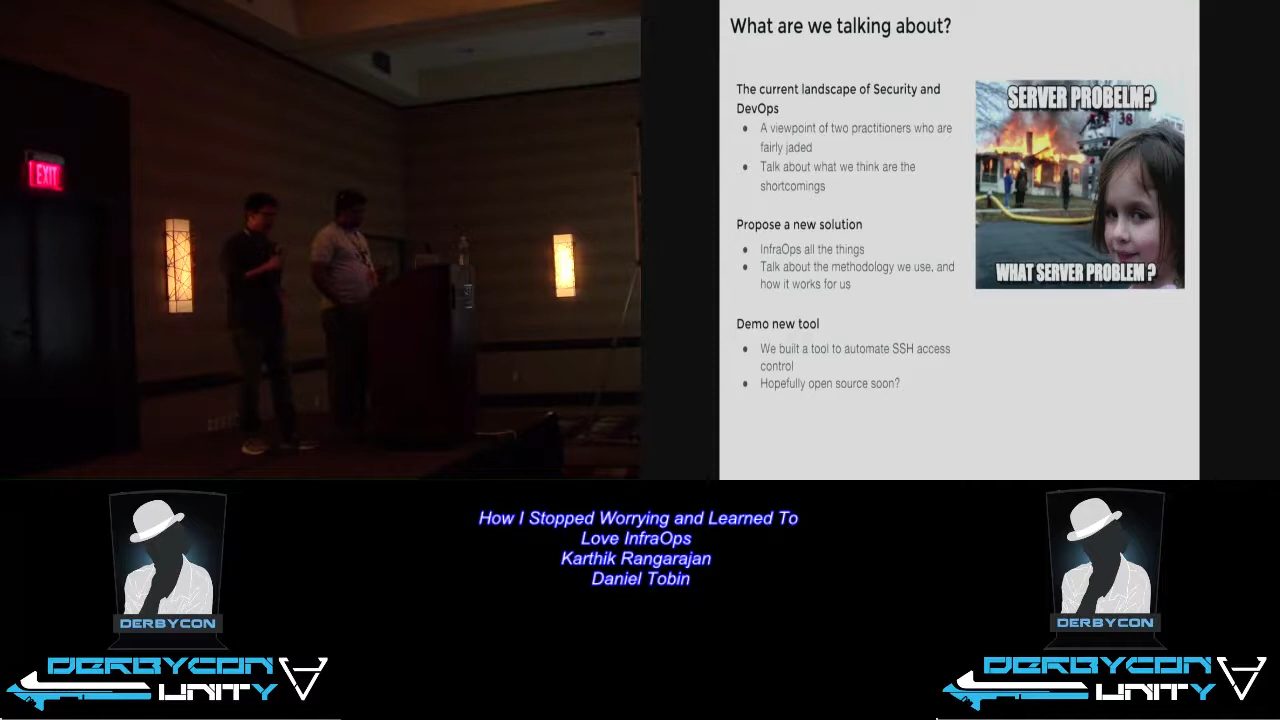 What are we talking about?
The current landscape of Security and
DevOps
A viewpoint of two practitioners who are
fairly jaded
Talk about what we think are the
shortcomings
Propose a new solution
InfraOps all the things
Talk about the methodology we use, and
how it works for us
Demo new tool
We built a tool to automate SSH access
control
Hopefully open source soon?
SERVER PROBELM?
38
WHAT SERVER PROBLEM ?
EXIT
How I Stopped Worrying and Learned To
Love InfraOps
Karthik Rangarajan
Daniel Tobin
DERBYCON
DERBYCON
UNITY
DERBYCON
DERBYCON
UNITY